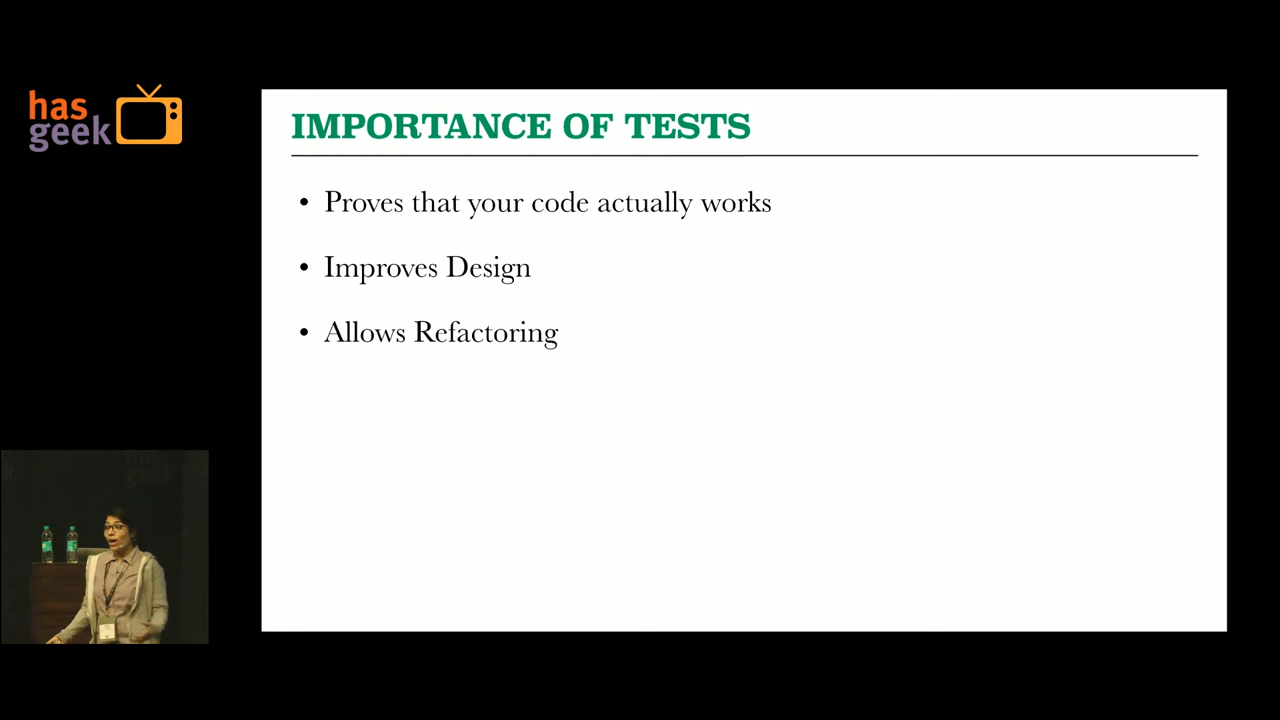 has
geek
IMPORTANCE OF TESTS
• Proves that your code actually works
• Improves Design
• Allows Refactoring